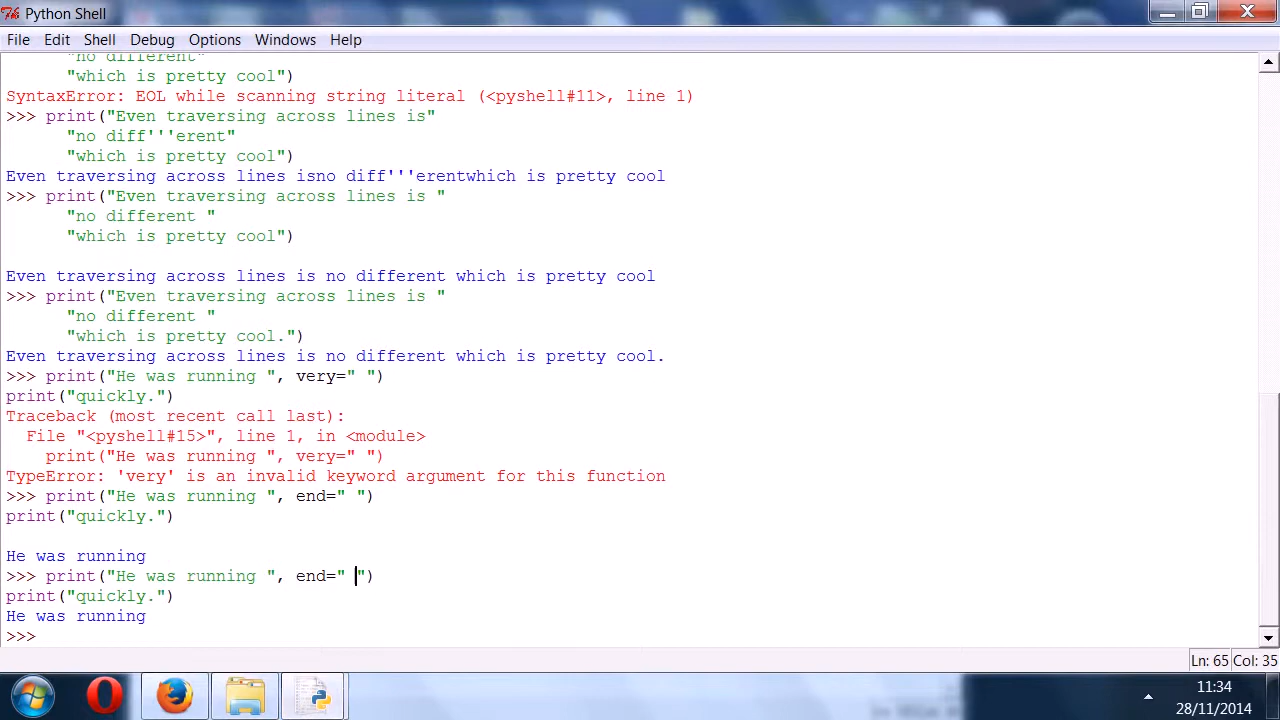 Python Shell
File Edit Shell Debug Options Windows Help
"no different"
"which is pretty cool")
SyntaxError: EOL while scanning string literal (<pyshell#11>, line 1)
>>> print("Even traversing across lines is"
"no diff'''erent"
"which is pretty cool")
Even traversing across lines isno diff'''erentwhich is pretty cool
>>> print("Even traversing across lines is "
"no different "
"which is pretty cool")
Even traversing across lines is no different which is pretty cool
>>> print("Even traversing across lines is "
"no different "
"which is pretty cool.")
Even traversing across lines is no different which is pretty cool.
>>> print("He was running ", very=" ")
print("quickly.")
Traceback (most recent call last):
File "<pyshell#15>", line 1, in <module>
print("He was running ", very=" ")
TypeError: 'very' is an invalid keyword argument for this function
>>> print("He was running ", end=" ")
print("quickly.")
He was running
>>> print("He was running ", end=" ")
print("quickly.")
He was running
>>>
Ln: 65 Col: 35
11:34
28/11/2014